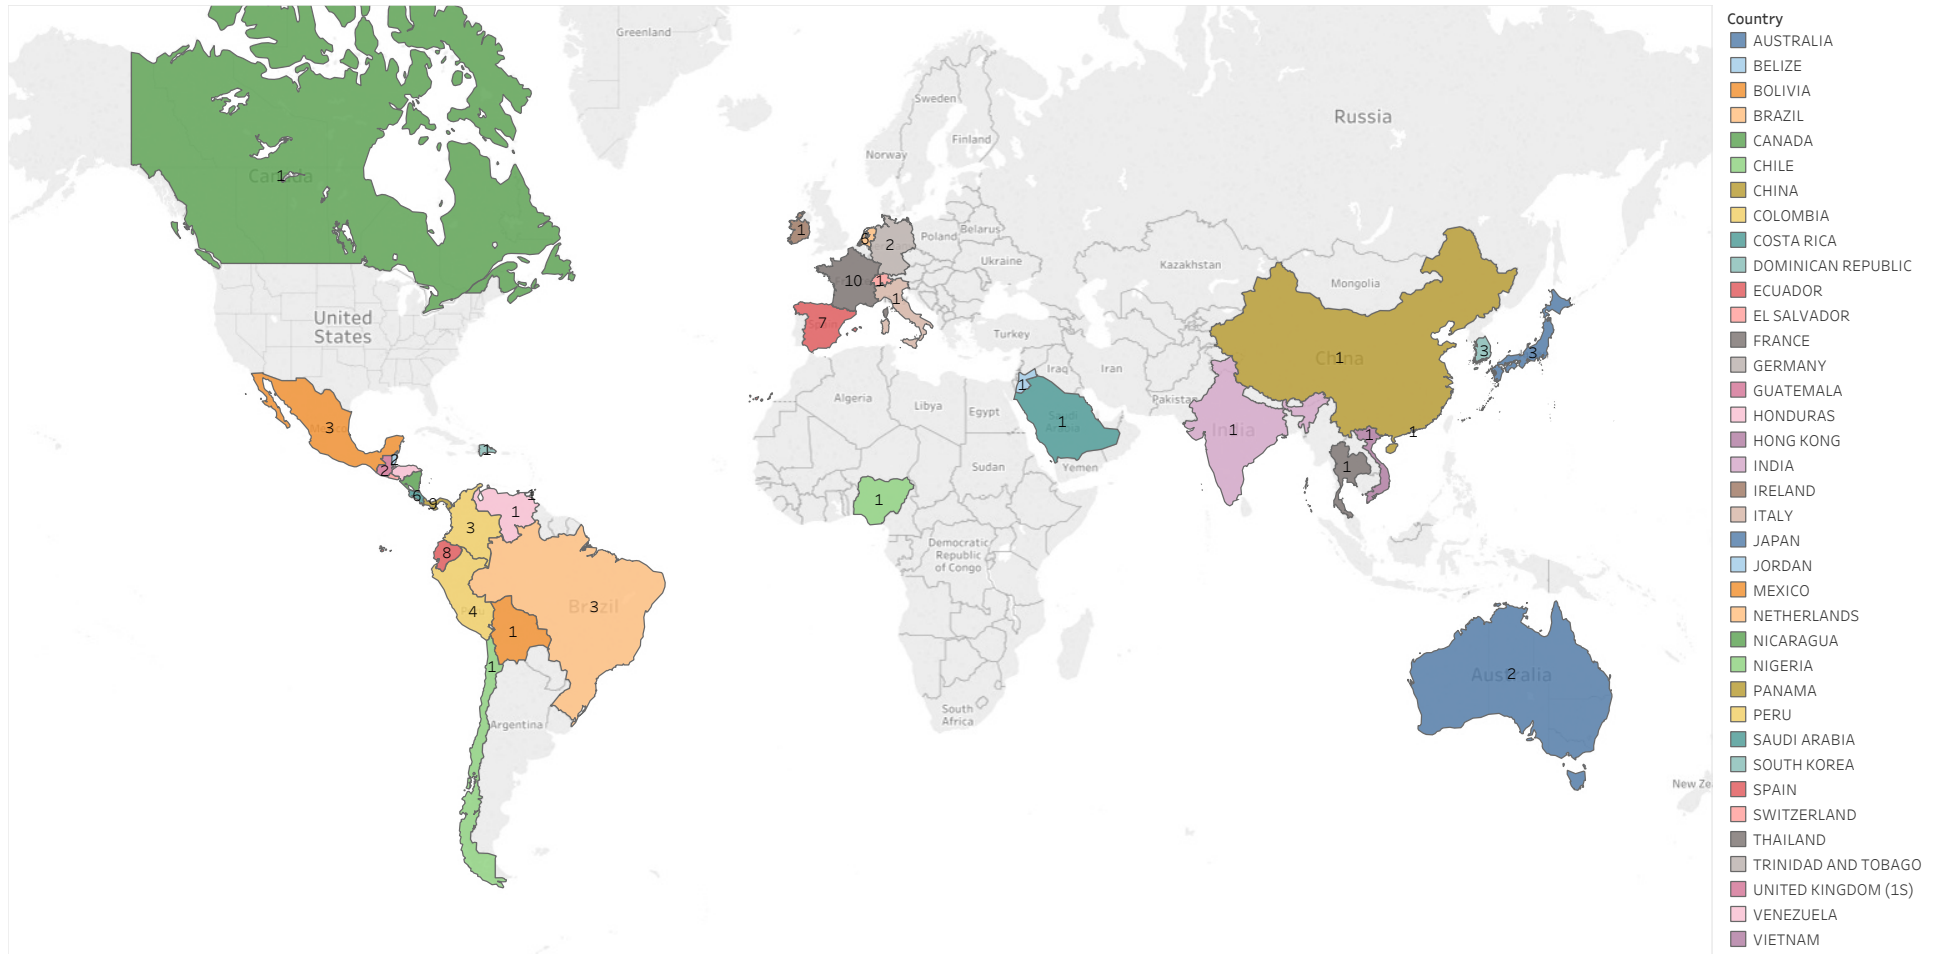 Greenland
Sweden
Finland
Norway
Russia
Canada
1
1
6
2
Poland
Belarus
Ukraine
10
1
1
7
Kazakhstan
Mongolia
United
States
Turkey
Iraq
Iran
Pakistan
China
1
3
3
1
Saudi
Arabia
1
India
1
1
1
1
Algeria
Libya
Egypt
Sudan
Yemen
Mexico
3
1
2
2
6
9
1
1
3
8
4
Brazil
3
1
1
1
Democratic
Republic
of Congo
South
Africa
Argentina
Australia
2
New Ze
Country
AUSTRALIA
BELIZE
BOLIVIA
BRAZIL
CANADA
CHILE
CHINA
COLOMBIA
COSTA RICA
DOMINICAN REPUBLIC
ECUADOR
EL SALVADOR
FRANCE
GERMANY
GUATEMALA
HONDURAS
HONG KONG
INDIA
IRELAND
ITALY
JAPAN
JORDAN
MEXICO
NETHERLANDS
NICARAGUA
NIGERIA
PANAMA
PERU
SAUDI ARABIA
SOUTH KOREA
SPAIN
SWITZERLAND
THAILAND
TRINIDAD AND TOBAGO
UNITED KINGDOM (1S)
VENEZUELA
VIETNAM